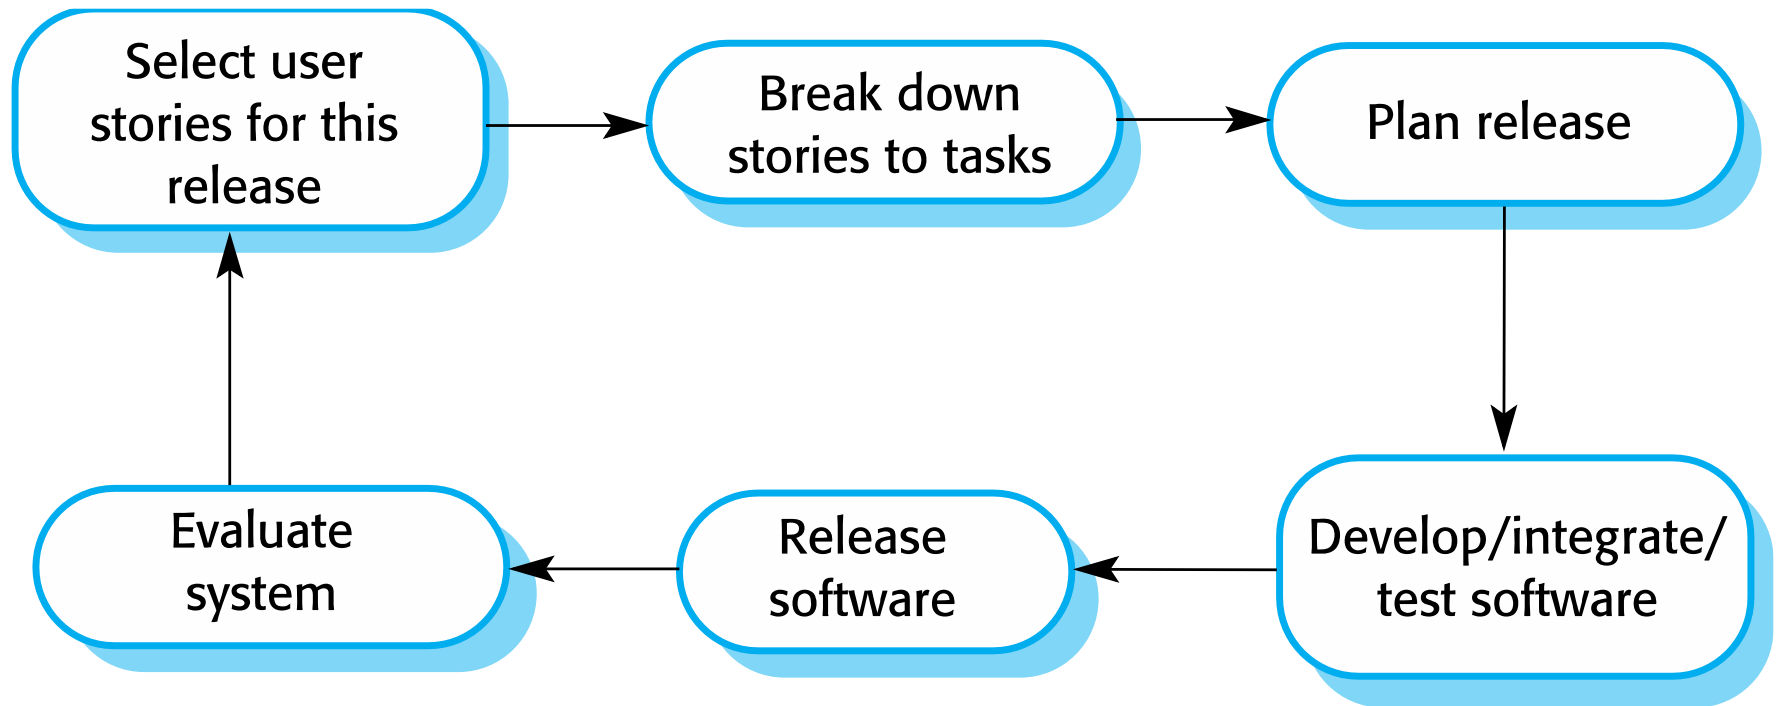 Select user
stories for this
release
Break down
stories to tasks
Plan release
Develop/integrate/
test software
Release
software
Evaluate
system